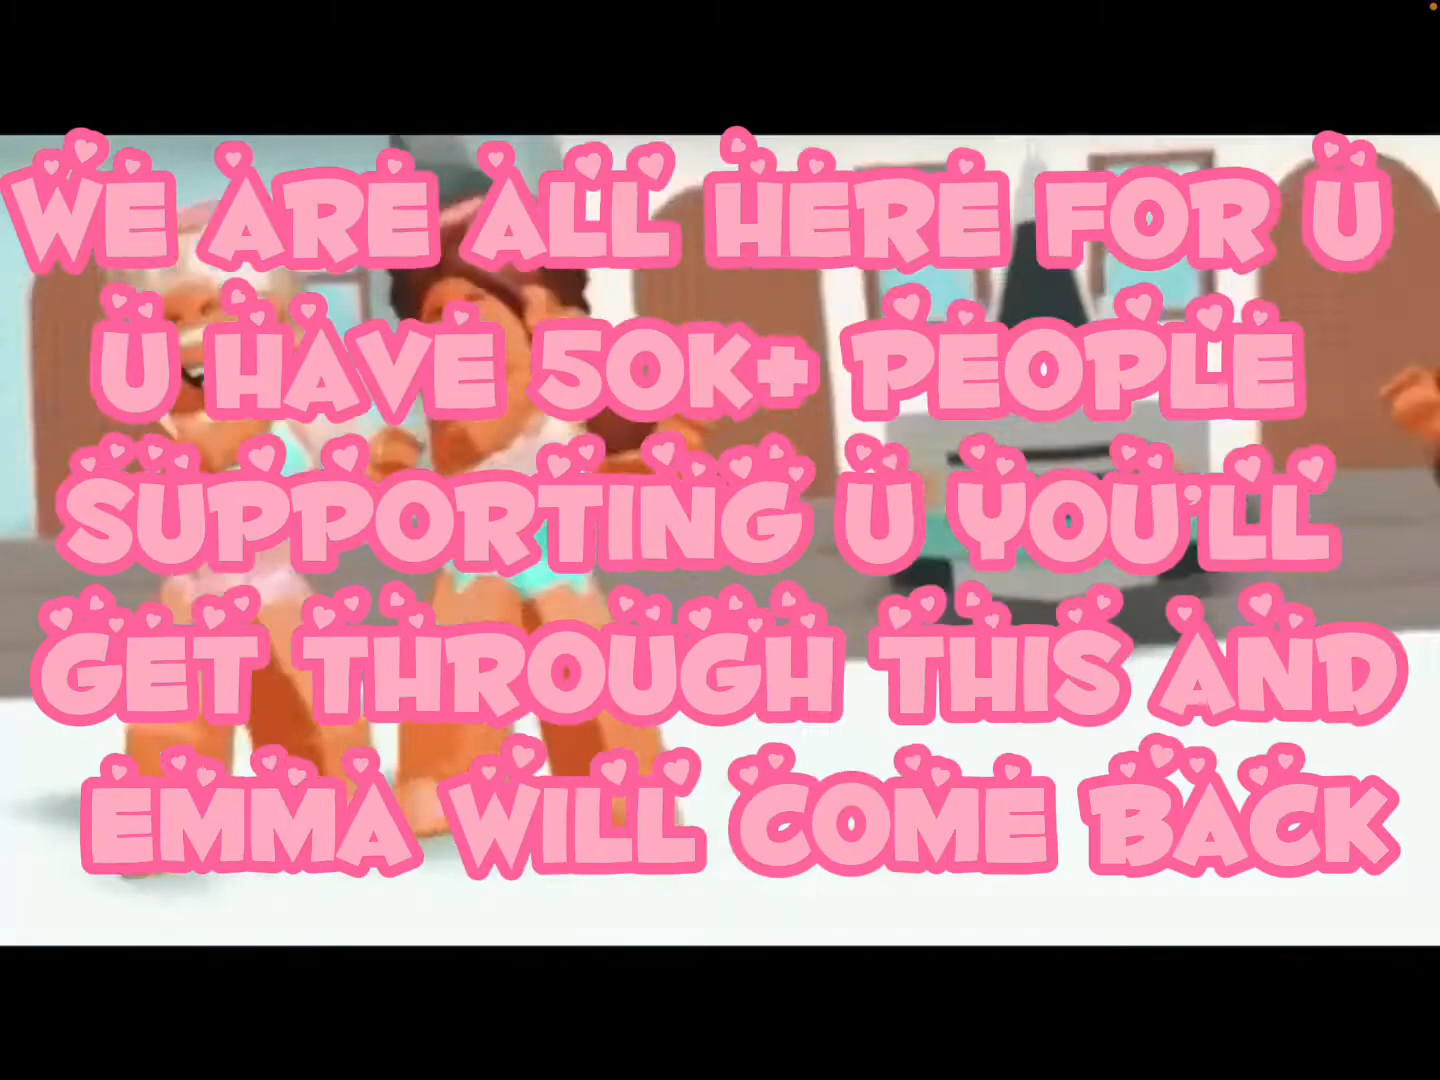 WE ARE ALL HERE FOR U
U HAVE 50K+ PEOPLE
SUPPORTING U YOU'LL
GET THROUGH THIS AND
EMMA WILL COME BACK